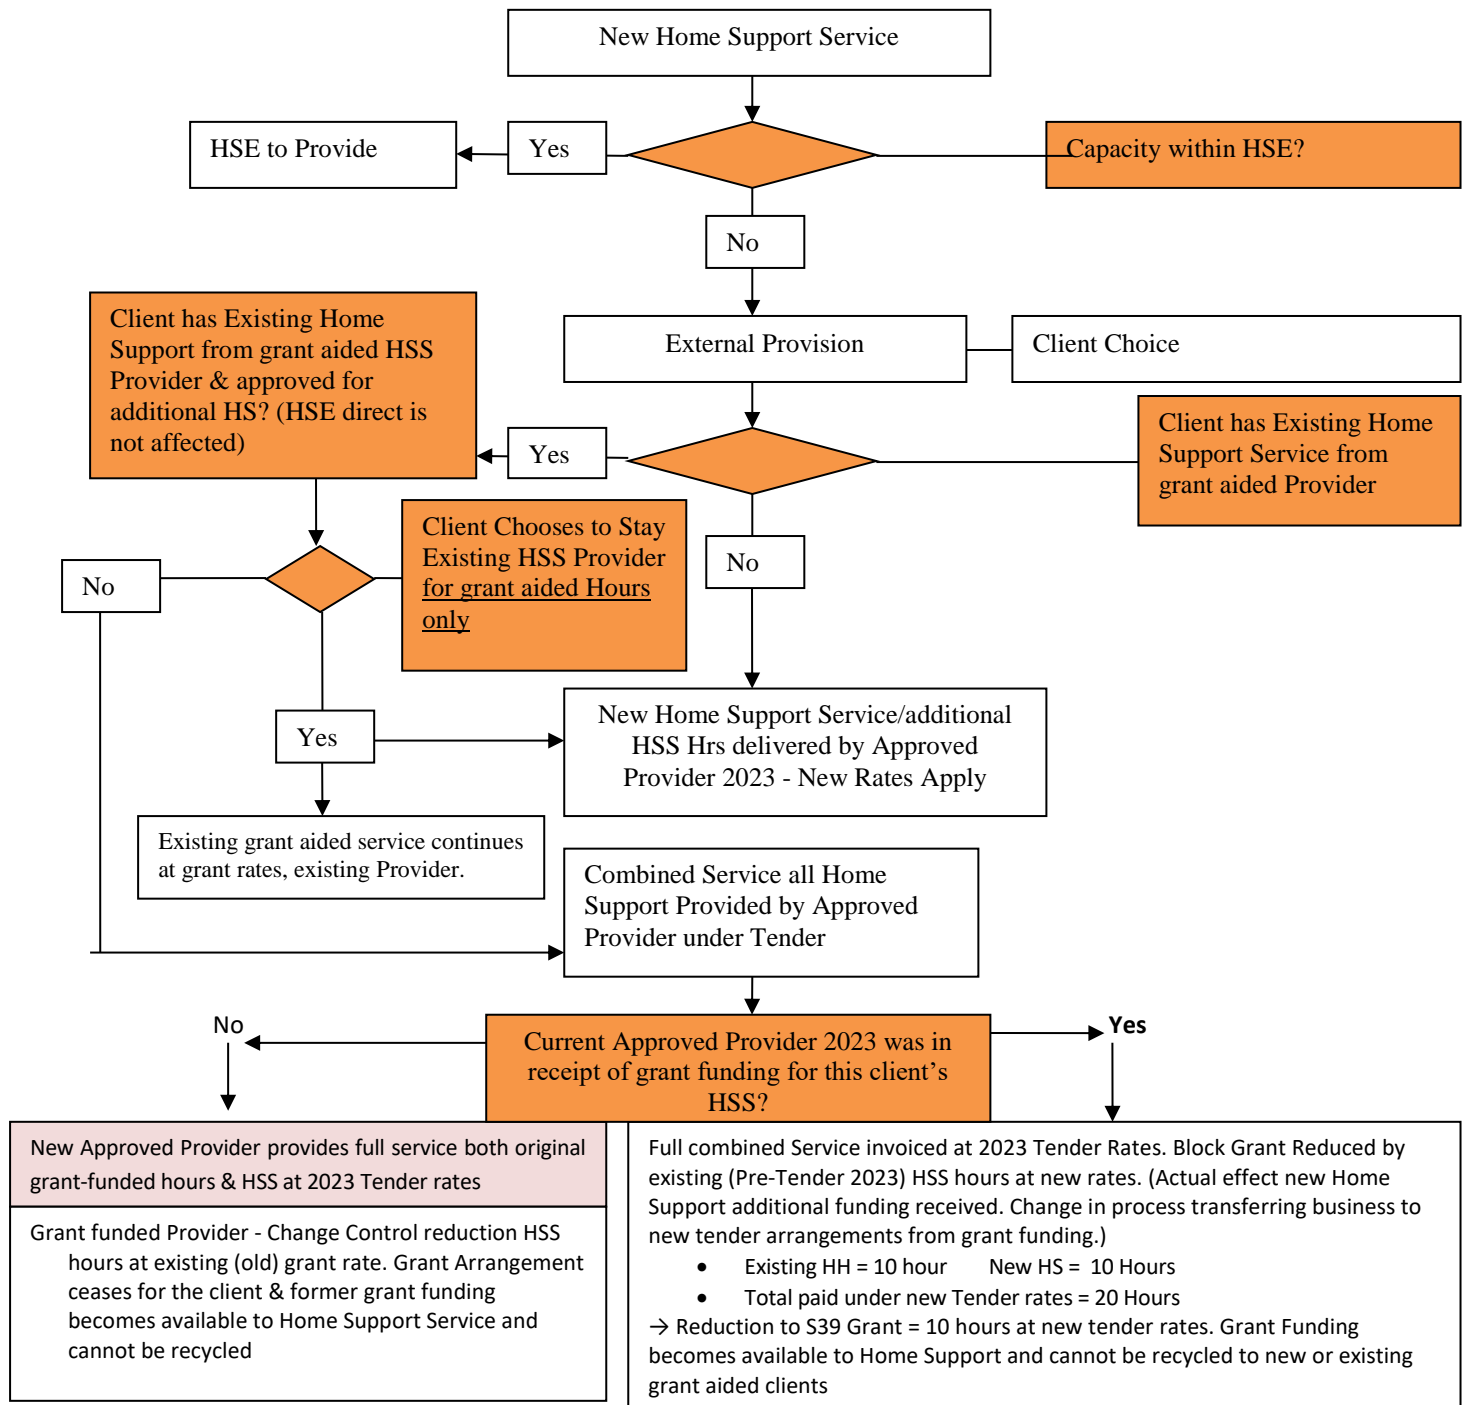 New Home Support Service
HSE to Provide
Yes
Capacity within HSE?
No
Client has Existing Home
Support from grant aided HSS
Provider & approved for
additional HS? (HSE direct is
not affected)
External Provision
Client Choice
Yes
Client has Existing Home
Support Service from
grant aided Provider
No
Client Chooses to Stay
Existing HSS Provider
for grant aided Hours
only
No
Yes
New Home Support Service/additional
HSS Hrs delivered by Approved
Provider 2023 - New Rates Apply
Existing grant aided service continues
at grant rates, existing Provider.
Combined Service all Home
Support Provided by Approved
Provider under Tender
No
Current Approved Provider 2023 was in
receipt of grant funding for this client's
HSS?
Yes
New Approved Provider provides full service both original
grant-funded hours & HSS at 2023 Tender rates
Grant funded Provider - Change Control reduction HSS
hours at existing (old) grant rate. Grant Arrangement
ceases for the client & former grant funding
becomes available to Home Support Service and
cannot be recycled
Full combined Service invoiced at 2023 Tender Rates. Block Grant Reduced by
existing (Pre-Tender 2023) HSS hours at new rates. (Actual effect new Home
Support additional funding received. Change in process transferring business to
new tender arrangements from grant funding.)
• Existing HH = 10 hour New HS = 10 Hours
• Total paid under new Tender rates = 20 Hours
→ Reduction to S39 Grant = 10 hours at new tender rates. Grant Funding
becomes available to Home Support and cannot be recycled to new or existing
grant aided clients